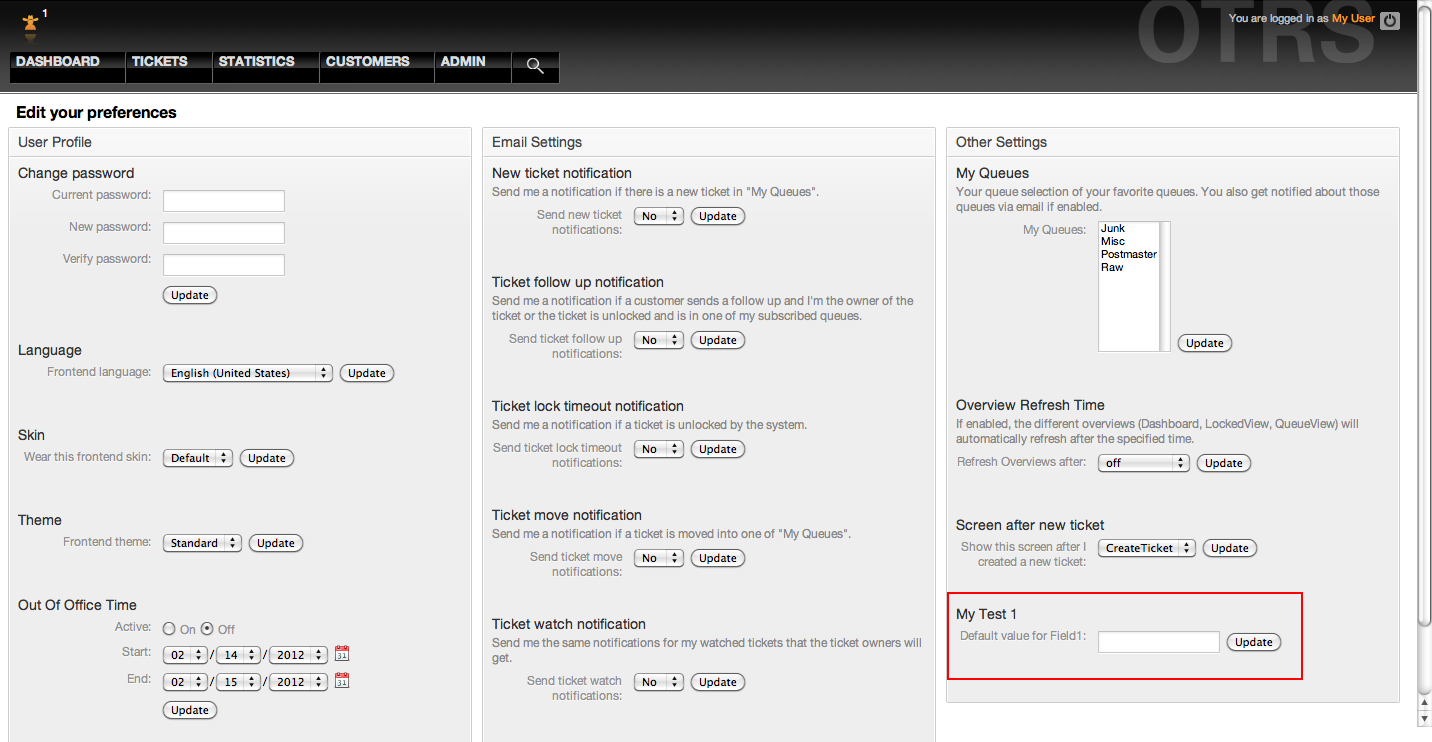 1
You are logged in as My User
OTRS
DASHBOARD TICKETS STATISTICS CUSTOMERS ADMIN
Edit your preferences
User Profile
Change password
Current password:
New password:
Verify password:
Update
Language
Frontend language: English (United States) Update
Skin
Wear this frontend skin: Default Update
Theme
Frontend theme: Standard Update
Out Of Office Time
Active: On Off
Start: 02 / 14 / 2012 31
End: 02 / 15 / 2012 31
Update
Email Settings
New ticket notification
Send me a notification if there is a new ticket in "My Queues".
Send new ticket
notifications: No Update
Ticket follow up notification
Send me a notification if a customer sends a follow up and I'm the owner of the
ticket or the ticket is unlocked and is in one of my subscribed queues.
Send ticket follow up
notifications: No Update
Ticket lock timeout notification
Send me a notification if a ticket is unlocked by the system.
Send ticket lock timeout
notifications: No Update
Ticket move notification
Send me a notification if a ticket is moved into one of "My Queues".
Send ticket move
notifications: No Update
Ticket watch notification
Send me the same notifications for my watched tickets that the ticket owners will
get.
Send ticket watch
notifications: No Update
Other Settings
My Queues
Your queue selection of your favorite queues. You also get notified about those
queues via email if enabled.
My Queues: Junk
Misc
Postmaster
Raw
Update
Overview Refresh Time
If enabled, the different overviews (Dashboard, LockedView, QueueView) will
automatically refresh after the specified time.
Refresh Overviews after: off Update
Screen after new ticket
Show this screen after I
created a new ticket: CreateTicket Update
My Test 1
Default value for Field1: Update